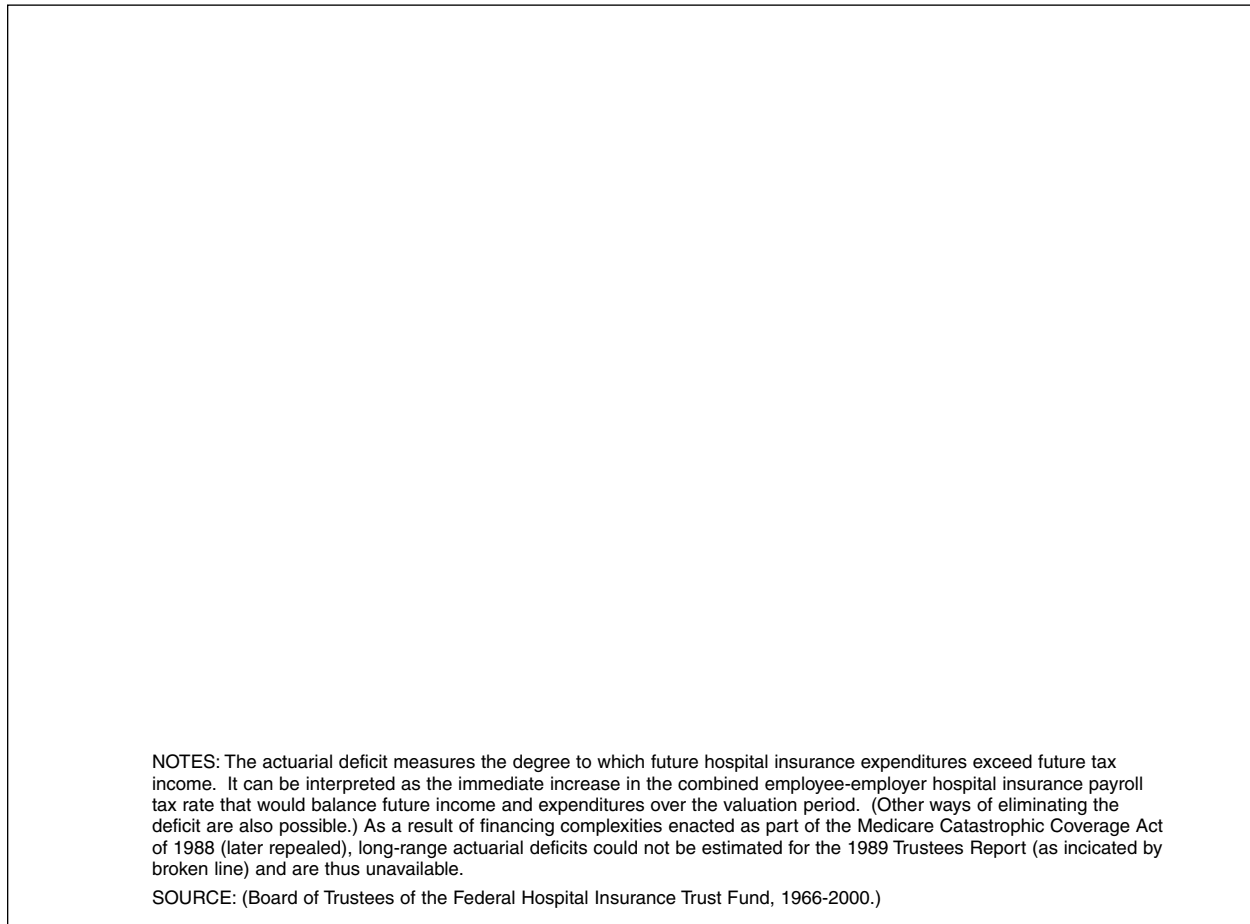 NOTES: The actuarial deficit measures the degree to which future hospital insurance expenditures exceed future tax
income.  It can be interpreted as the immediate increase in the combined employee-employer hospital insurance payroll
tax rate that would balance future income and expenditures over the valuation period.  (Other ways of eliminating the
deficit are also possible.) As a result of financing complexities enacted as part of the Medicare Catastrophic Coverage Act
of 1988 (later repealed), long-range actuarial deficits could not be estimated for the 1989 Trustees Report (as incicated by
broken line) and are thus unavailable.
SOURCE: (Board of Trustees of the Federal Hospital Insurance Trust Fund, 1966-2000.)